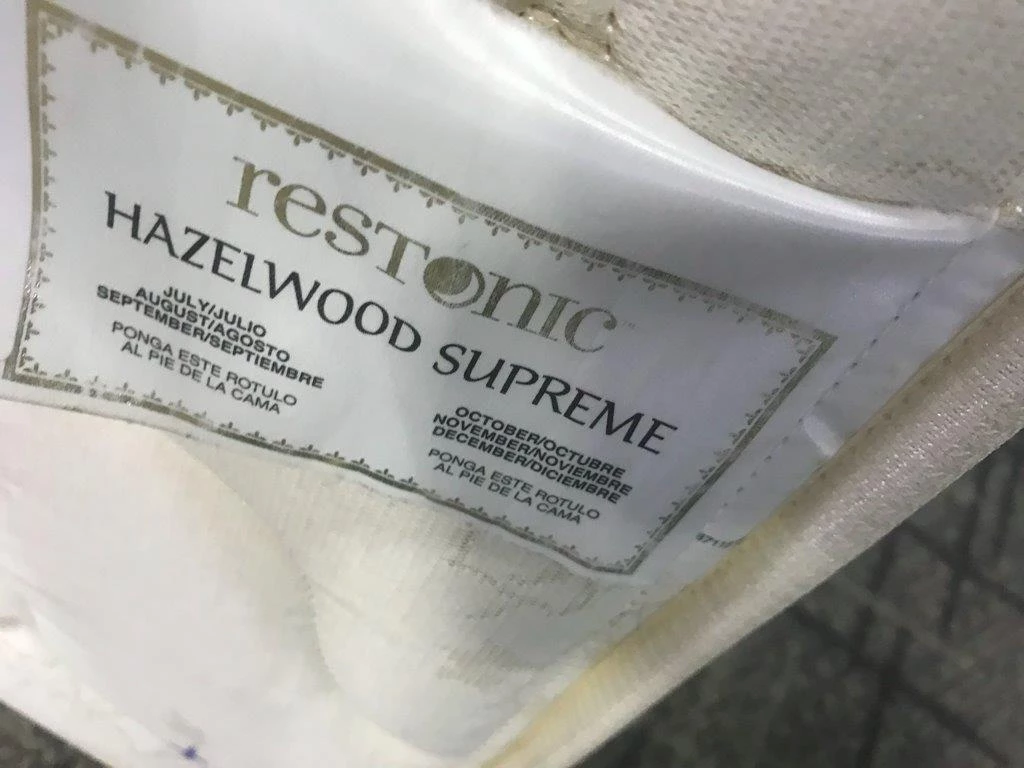 resTonic™
HAZELWOOD SUPREME
JULY/JULIO
AUGUST/AGOSTO
SEPTEMBER/SEPTIEMBRE
PONGA ESTE ROTULO
AL PIE DE LA CAMA
OCTOBER/OCTUBRE
NOVEMBER/NOVIEMBRE
DECEMBER/DICIEMBRE
PONGA ESTE ROTULO
AL PIE DE LA CAMA